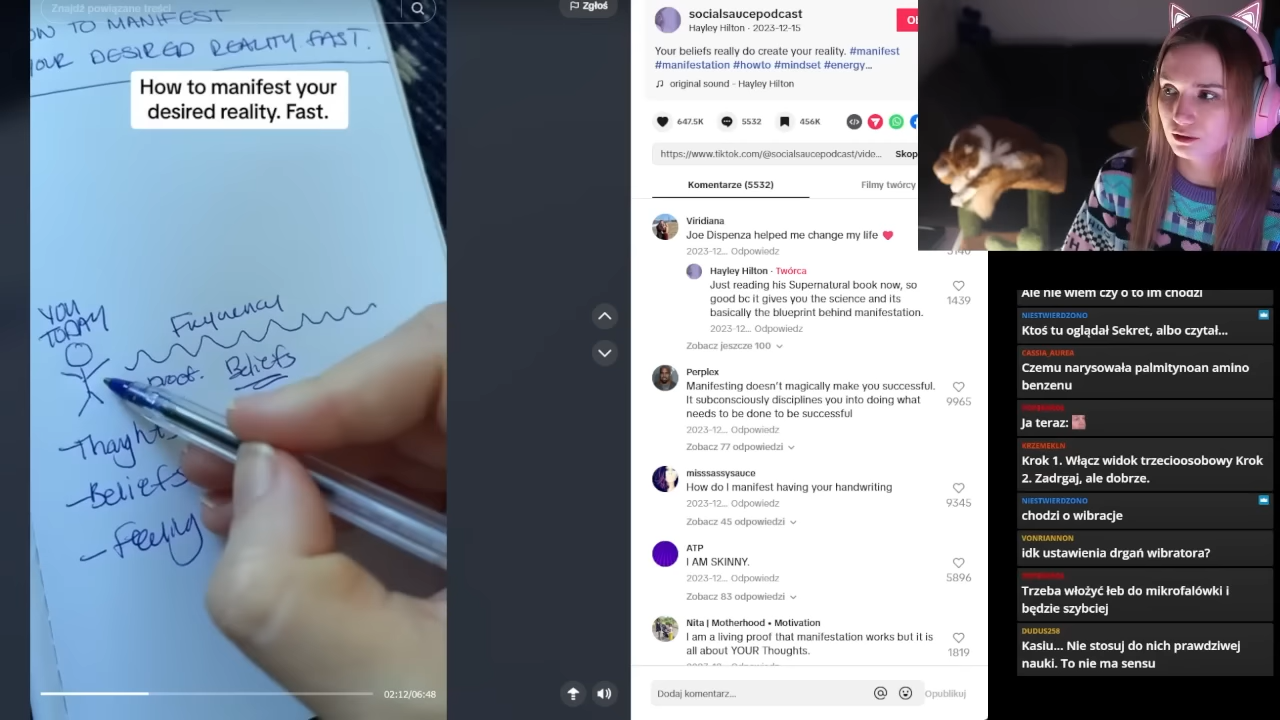 Znajdź powiązane treści
ON TO MANIFEST
YOUR DESIRED REALITY FAST.
How to manifest your
desired reality. Fast.
YOU
TODAY
Frequency
proof. Beliefs
-Thoughts
-Beliefs
-Feeling
02:12/06:48
Zgłoś
socialsaucepodcast
Hayley Hilton · 2023-12-15
Your beliefs really do create your reality. #manifest
#manifestation #howto #mindset #energy...
original sound - Hayley Hilton
647.5K 5532 456K
https://www.tiktok.com/@socialsaucepodcast/vide... Skop
Komentarze (5532) Filmy twórcy
Viridiana
Joe Dispenza helped me change my life
2023-12... Odpowiedz
Hayley Hilton · Twórca
Just reading his Supernatural book now, so
good bc it gives you the science and its
basically the blueprint behind manifestation.
1439
2023-12... Odpowiedz
Zobacz jeszcze 100
Perplex
Manifesting doesn't magically make you successful.
It subconsciously disciplines you into doing what
needs to be done to be successful
9965
2023-12... Odpowiedz
Zobacz 77 odpowiedzi
misssassysauce
How do I manifest having your handwriting
9345
2023-12... Odpowiedz
Zobacz 45 odpowiedzi
ATP
I AM SKINNY.
5896
2023-12... Odpowiedz
Zobacz 83 odpowiedzi
Nita | Motherhood • Motivation
I am a living proof that manifestation works but it is
all about YOUR Thoughts.
1819
Dodaj komentarz...
Opublikuj
Ale nie wiem czy o to im chodzi
NIESTWIERDZONO
Ktoś tu oglądał Sekret, albo czytał...
CASSIA_AUREA
Czemu narysowała palmitynoan amino
benzenu
Ja teraz:
KRZEMEKLN
Krok 1. Włącz widok trzecioosobowy Krok
2. Zadrgaj, ale dobrze.
NIESTWIERDZONO
chodzi o wibracje
VONRIANNON
idk ustawienia drgań wibratora?
Trzeba włożyć łeb do mikrofalówki i
będzie szybciej
DUDUS258
Kasiu... Nie stosuj do nich prawdziwej
nauki. To nie ma sensu